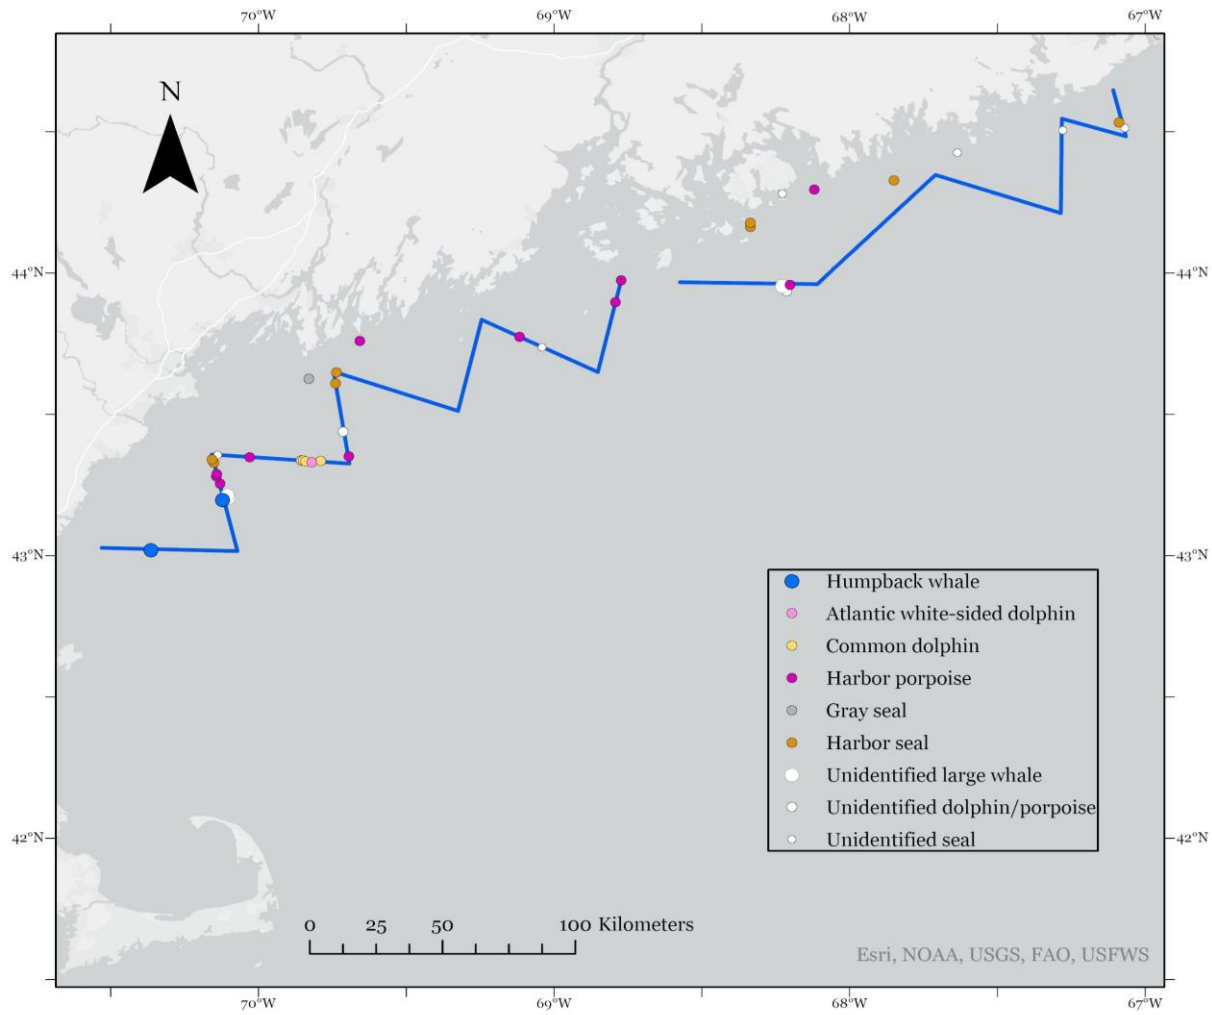 70°W 69°W 68°W 67°W
N
44°N 44°N
43°N 43°N
Humpback whale
Atlantic white-sided dolphin
Common dolphin
Harbor porpoise
Gray seal
Harbor seal
Unidentified large whale
Unidentified dolphin/porpoise
Unidentified seal
42°N 42°N
0 25 50 100 Kilometers
Esri, NOAA, USGS, FAO, USFWS
70°W 69°W 68°W 67°W